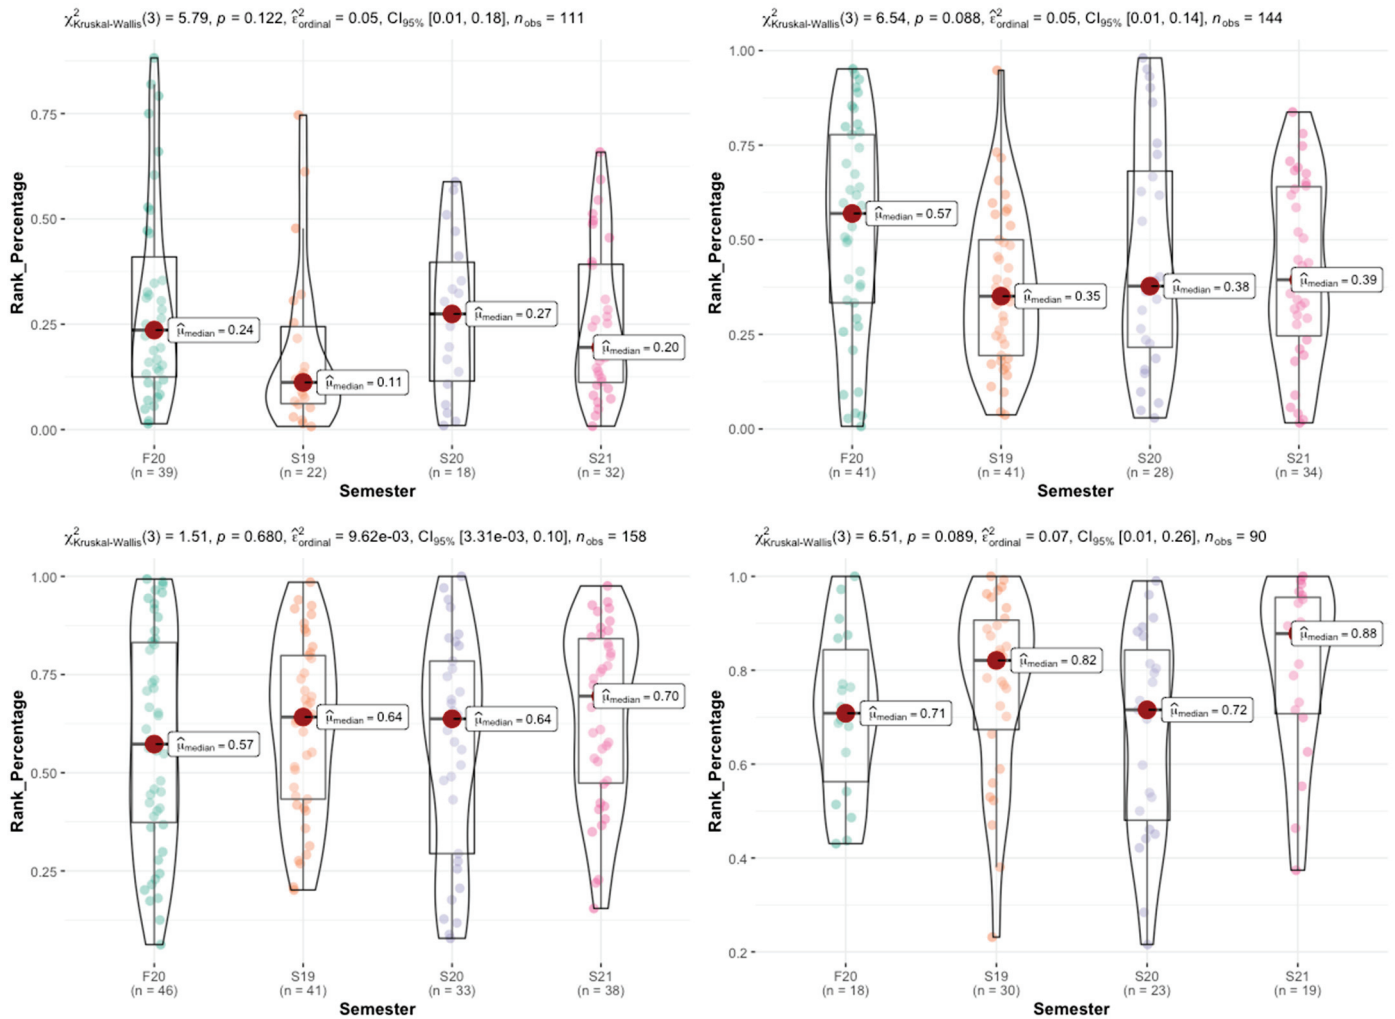 χ²Kruskal-Wallis(3) = 5.79, p = 0.122, ε̂²ordinal = 0.05, CI95% [0.01, 0.18], nobs = 111
Rank_Percentage
0.75
0.50
0.25
0.00
μ̂median = 0.24
μ̂median = 0.11
μ̂median = 0.27
μ̂median = 0.20
F20 S19 S20 S21
(n = 39) (n = 22) (n = 18) (n = 32)
Semester
χ²Kruskal-Wallis(3) = 6.54, p = 0.088, ε̂²ordinal = 0.05, CI95% [0.01, 0.14], nobs = 144
Rank_Percentage
1.00
0.75
0.50
0.25
0.00
μ̂median = 0.57
μ̂median = 0.35
μ̂median = 0.38
μ̂median = 0.39
F20 S19 S20 S21
(n = 41) (n = 41) (n = 28) (n = 34)
Semester
χ²Kruskal-Wallis(3) = 1.51, p = 0.680, ε̂²ordinal = 9.62e-03, CI95% [3.31e-03, 0.10], nobs = 158
Rank_Percentage
1.00
0.75
0.50
0.25
μ̂median = 0.57
μ̂median = 0.64
μ̂median = 0.64
μ̂median = 0.70
F20 S19 S20 S21
(n = 46) (n = 41) (n = 33) (n = 38)
Semester
χ²Kruskal-Wallis(3) = 6.51, p = 0.089, ε̂²ordinal = 0.07, CI95% [0.01, 0.26], nobs = 90
Rank_Percentage
1.0
0.8
0.6
0.4
0.2
μ̂median = 0.71
μ̂median = 0.82
μ̂median = 0.72
μ̂median = 0.88
F20 S19 S20 S21
(n = 18) (n = 30) (n = 23) (n = 19)
Semester